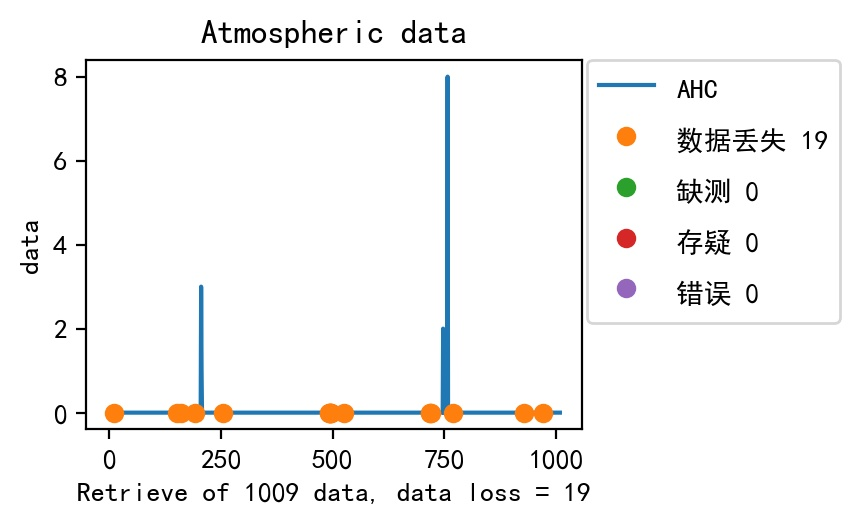 Atmospheric data
8
6
4
2
0
data
0 250 500 750 1000
Retrieve of 1009 data, data loss = 19
AHC
数据丢失 19
缺测 0
存疑 0
错误 0